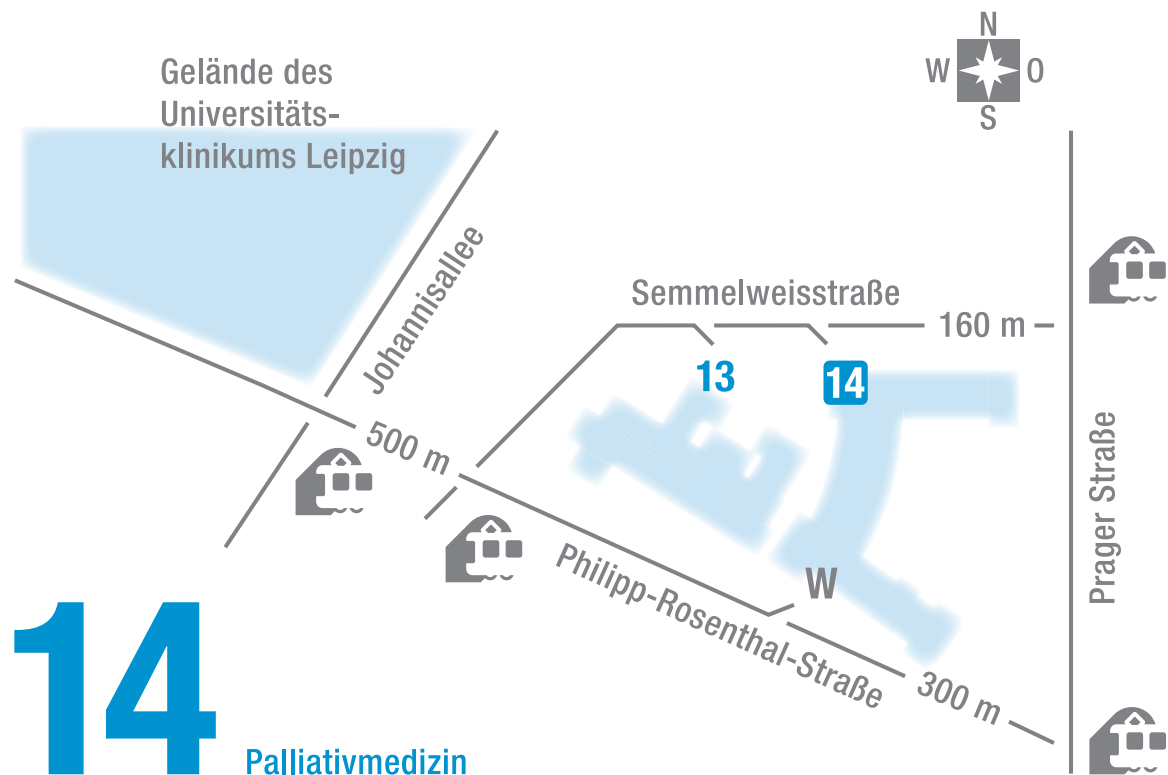 N
W
O
S
Gelände des
Universitäts-
klinikums Leipzig
Johannisallee
Semmelweisstraße
160 m
13
14
500 m
Prager Straße
W
Philipp-Rosenthal-Straße
300 m
14
Palliativmedizin